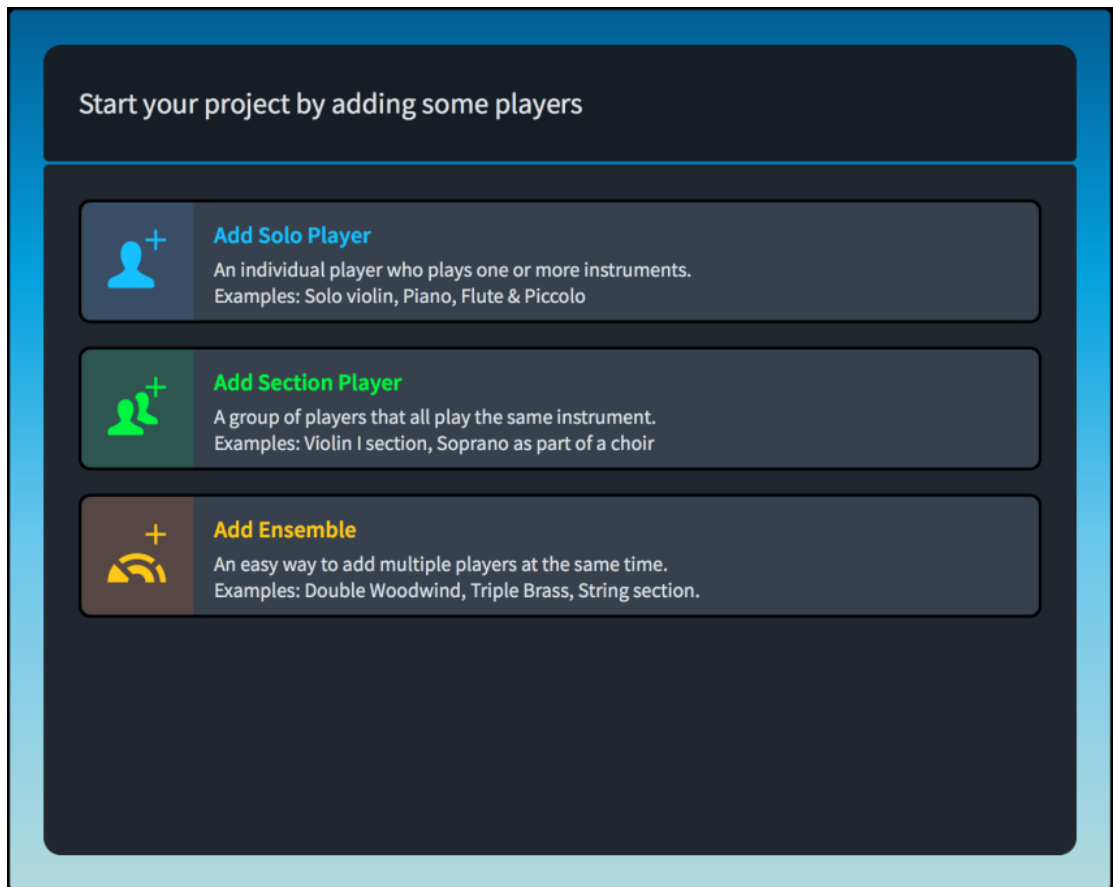 Start your project by adding some players
Add Solo Player
An individual player who plays one or more instruments.
Examples: Solo violin, Piano, Flute & Piccolo
Add Section Player
A group of players that all play the same instrument.
Examples: Violin I section, Soprano as part of a choir
Add Ensemble
An easy way to add multiple players at the same time.
Examples: Double Woodwind, Triple Brass, String section.